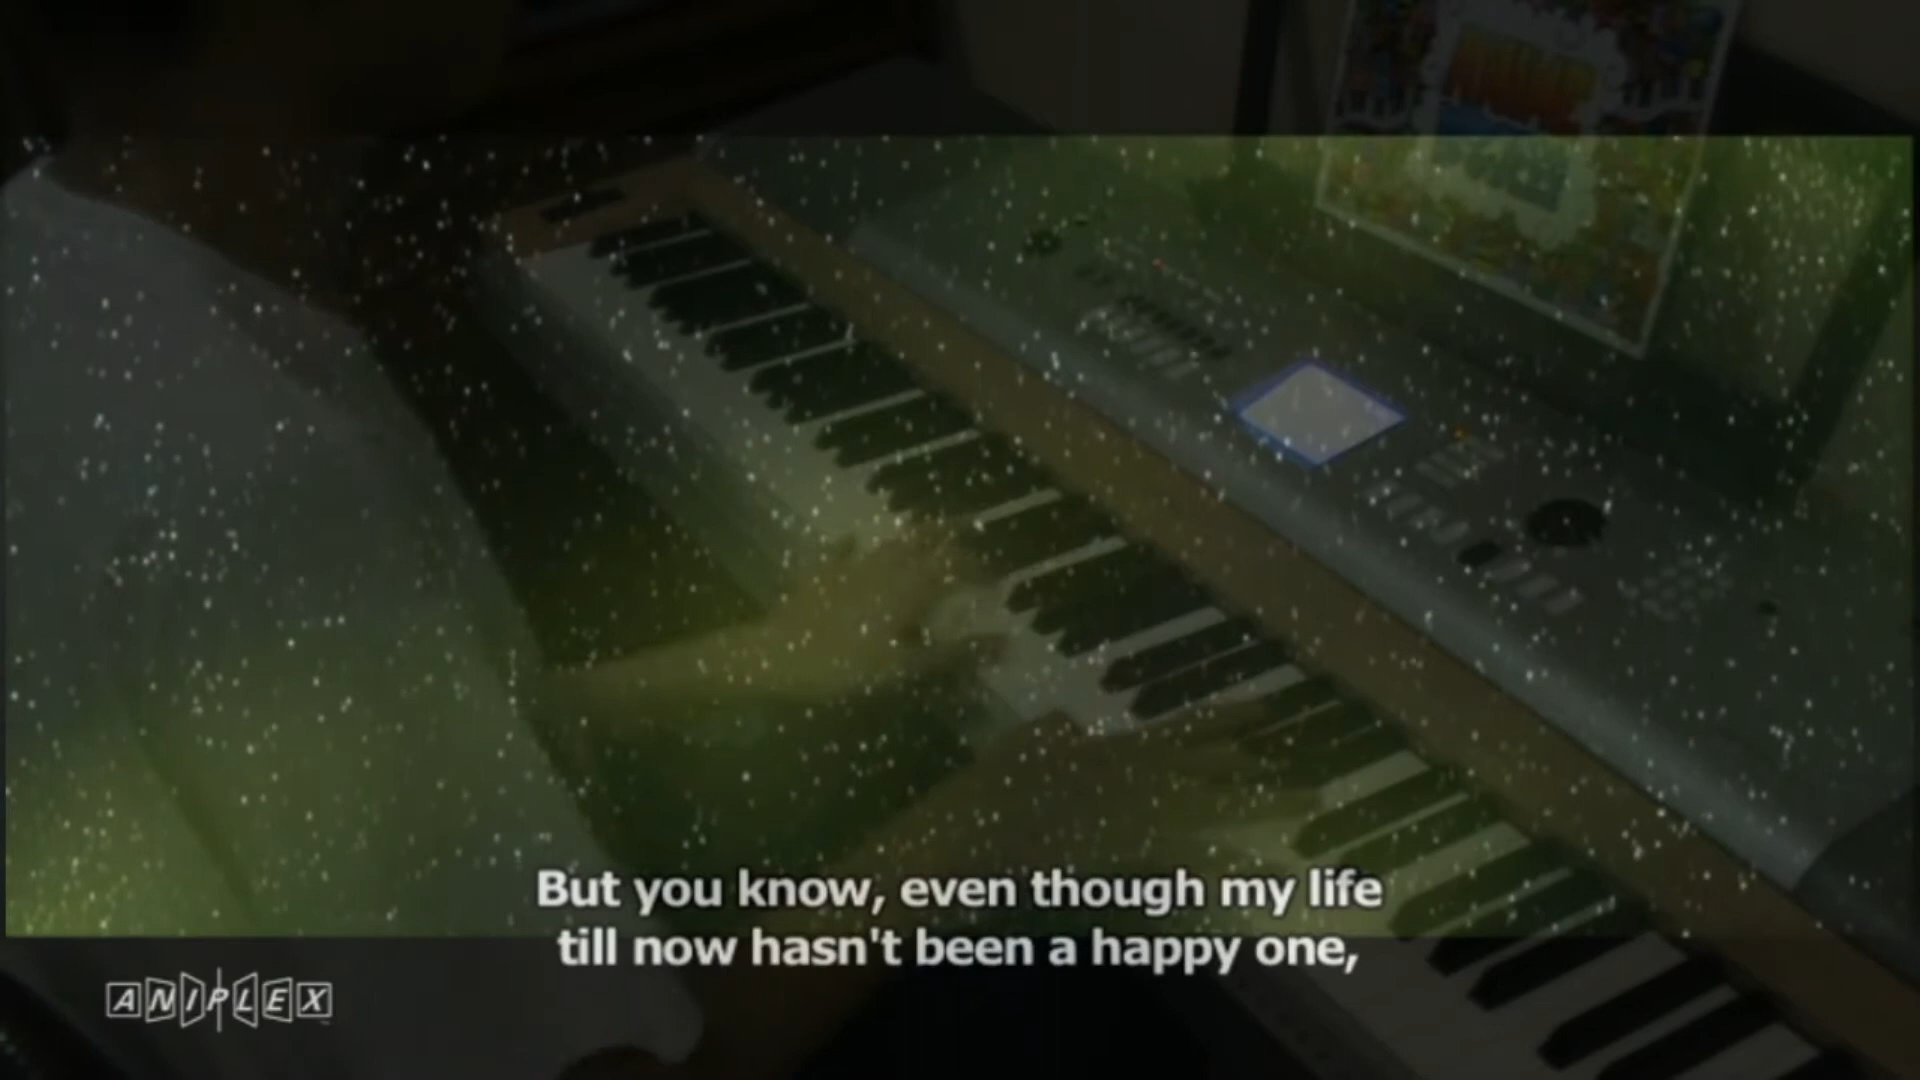 But you know, even though my life
till now hasn't been a happy one,
ANIPLEX